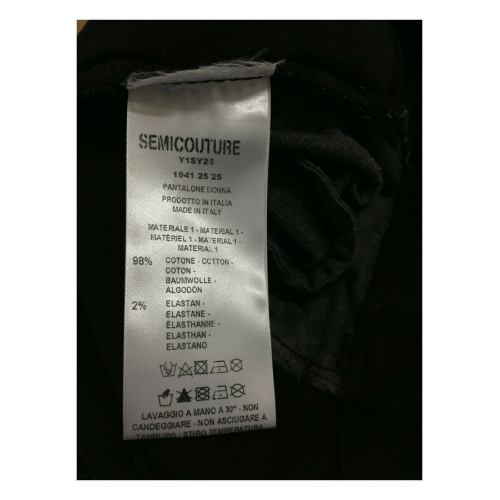 SEMICOUTURE
Y1SY25
1941 25 25
PANTALONE DONNA
PRODOTTO IN ITALIA
MADE IN ITALY
MATERIALE 1 - MATERIAL 1 -
MATÉRIEL 1 - MATERIAL 1 -
MATERIAL 1
98% COTONE - COTTON -
COTON -
BAUMWOLLE -
ALGODÓN
2% ELASTAN -
ELASTANE -
ÉLASTHANNE -
ELASTHAN -
ELASTANO
LAVAGGIO A MANO A 30° - NON
CANDEGGIARE - NON ASCIUGARE A
TAMBURO - STIRO TEMPERATURA